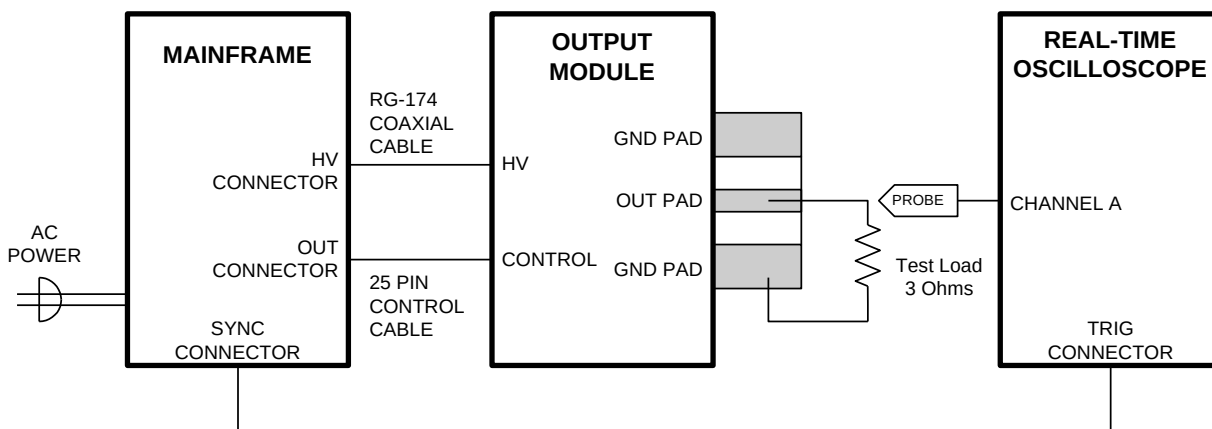 MAINFRAME
OUTPUT
MODULE
REAL-TIME
OSCILLOSCOPE
RG-174
COAXIAL
CABLE
HV
CONNECTOR
HV
GND PAD
OUT PAD
GND PAD
PROBE
CHANNEL A
AC
POWER
OUT
CONNECTOR
CONTROL
25 PIN
CONTROL
CABLE
Test Load
3 Ohms
SYNC
CONNECTOR
TRIG
CONNECTOR